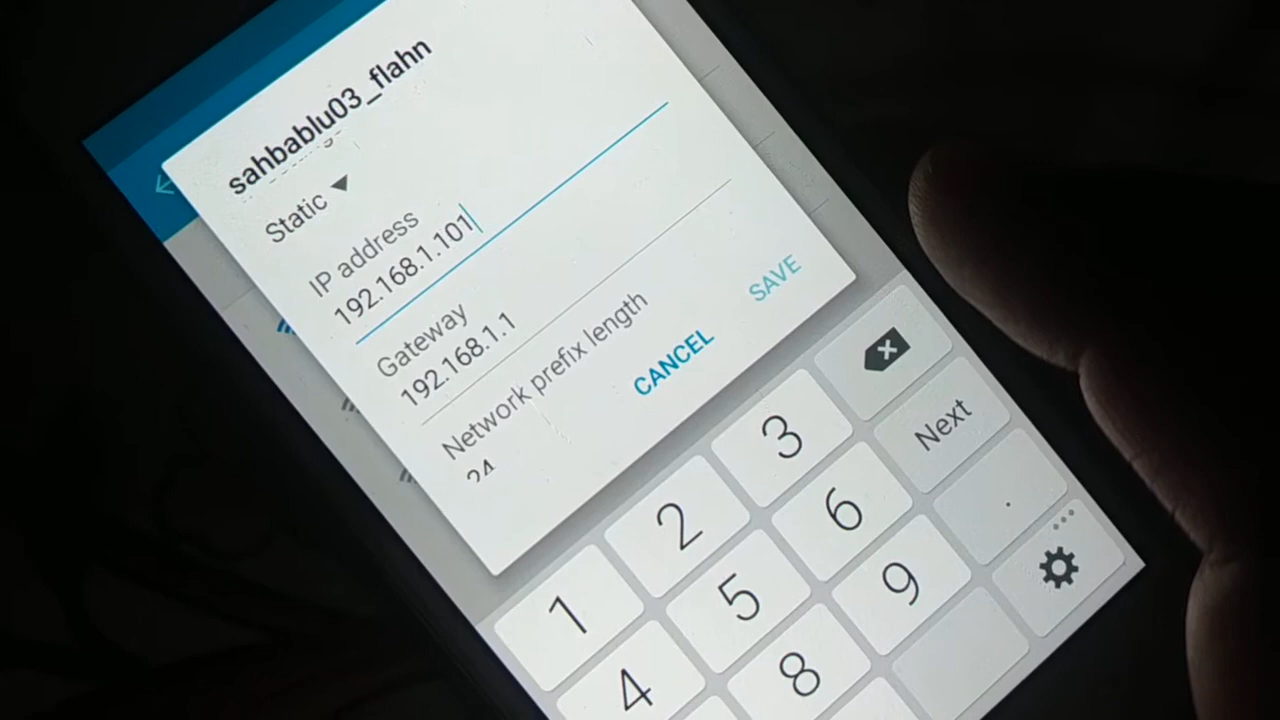 sahbablu03_flahn
Static
IP address
192.168.1.101
Gateway
192.168.1.1
Network prefix length
24
CANCEL SAVE
1 2 3
4 5 6 Next
8 9 .